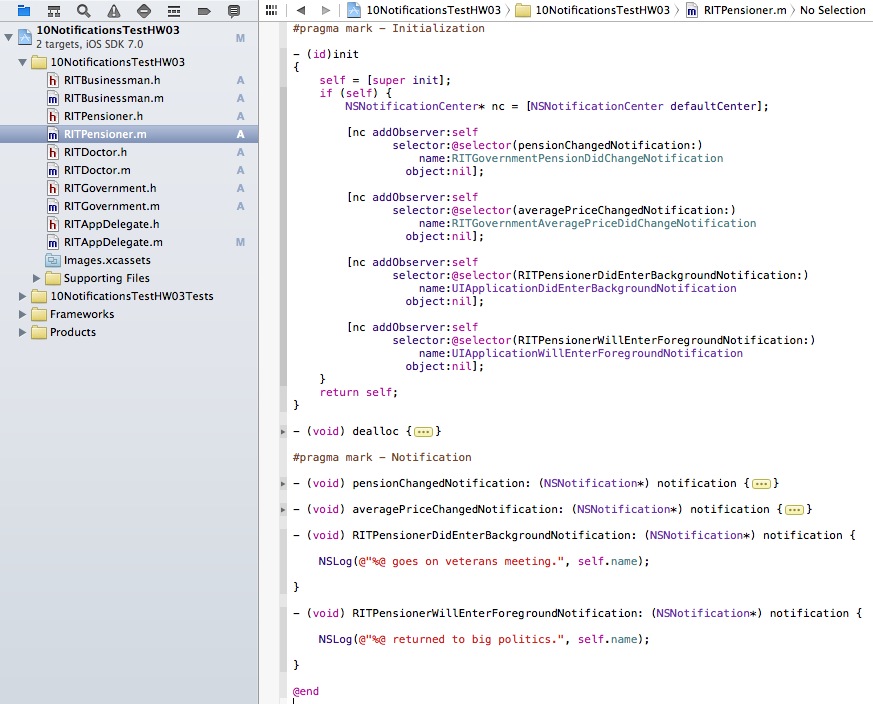 10NotificationsTestHW03 〉 10NotificationsTestHW03 〉 m RITPensioner.m 〉 No Selection
10NotificationsTestHW03 M
2 targets, iOS SDK 7.0
10NotificationsTestHW03
h RITBusinessman.h A
m RITBusinessman.m A
h RITPensioner.h A
m RITPensioner.m A
h RITDoctor.h A
m RITDoctor.m A
h RITGovernment.h A
m RITGovernment.m A
h RITAppDelegate.h
m RITAppDelegate.m M
Images.xcassets
Supporting Files
10NotificationsTestHW03Tests
Frameworks
Products
#pragma mark - Initialization
- (id)init
{
self = [super init];
if (self) {
NSNotificationCenter* nc = [NSNotificationCenter defaultCenter];
[nc addObserver:self
selector:@selector(pensionChangedNotification:)
name:RITGovernmentPensionDidChangeNotification
object:nil];
[nc addObserver:self
selector:@selector(averagePriceChangedNotification:)
name:RITGovernmentAveragePriceDidChangeNotification
object:nil];
[nc addObserver:self
selector:@selector(RITPensionerDidEnterBackgroundNotification:)
name:UIApplicationDidEnterBackgroundNotification
object:nil];
[nc addObserver:self
selector:@selector(RITPensionerWillEnterForegroundNotification:)
name:UIApplicationWillEnterForegroundNotification
object:nil];
}
return self;
}
- (void) dealloc {...}
#pragma mark - Notification
- (void) pensionChangedNotification: (NSNotification*) notification {...}
- (void) averagePriceChangedNotification: (NSNotification*) notification {...}
- (void) RITPensionerDidEnterBackgroundNotification: (NSNotification*) notification {
NSLog(@"%@ goes on veterans meeting.", self.name);
}
- (void) RITPensionerWillEnterForegroundNotification: (NSNotification*) notification {
NSLog(@"%@ returned to big politics.", self.name);
}
@end